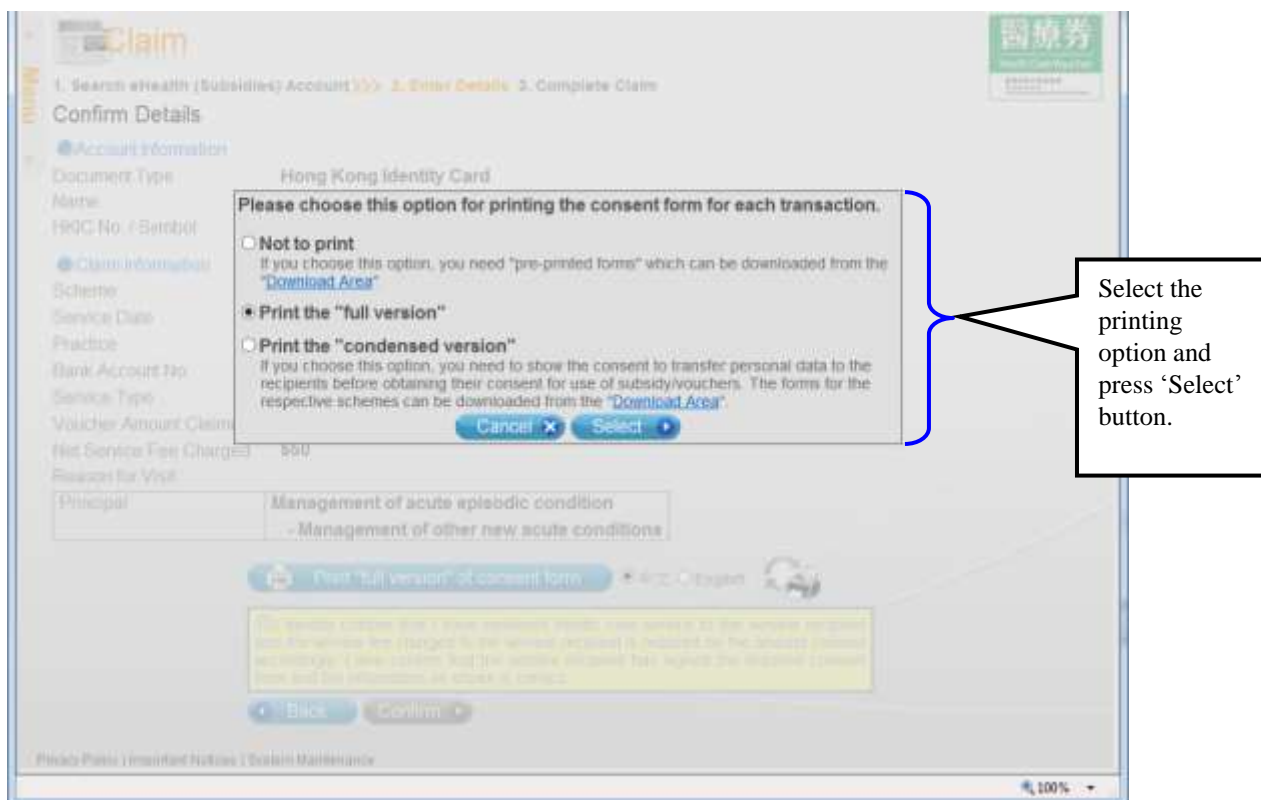 Claim
醫療券
Menu
1. Search eHealth (Subsidies) Account >>> 2. Enter Details 3. Complete Claim
Confirm Details
Account Information
Document Type Hong Kong Identity Card
Name
HKIC No. / Symbol
Please choose this option for printing the consent form for each transaction.
Not to print
If you choose this option, you need "pre-printed forms" which can be downloaded from the
"Download Area"
Print the "full version"
Print the "condensed version"
If you choose this option, you need to show the consent to transfer personal data to the
recipients before obtaining their consent for use of subsidy/vouchers. The forms for the
respective schemes can be downloaded from the "Download Area".
Cancel Select
Select the
printing
option and
press ‘Select’
button.
Claim Information
Scheme
Service Date
Practice
Bank Account No.
Service Type
Voucher Amount Claim
Net Service Fee Charged
Reason for Visit
Principal Management of acute episodic condition
- Management of other new acute conditions
Print "full version" of consent form English
Back Confirm
Privacy Policy | Important Notices | System Maintenance
100%